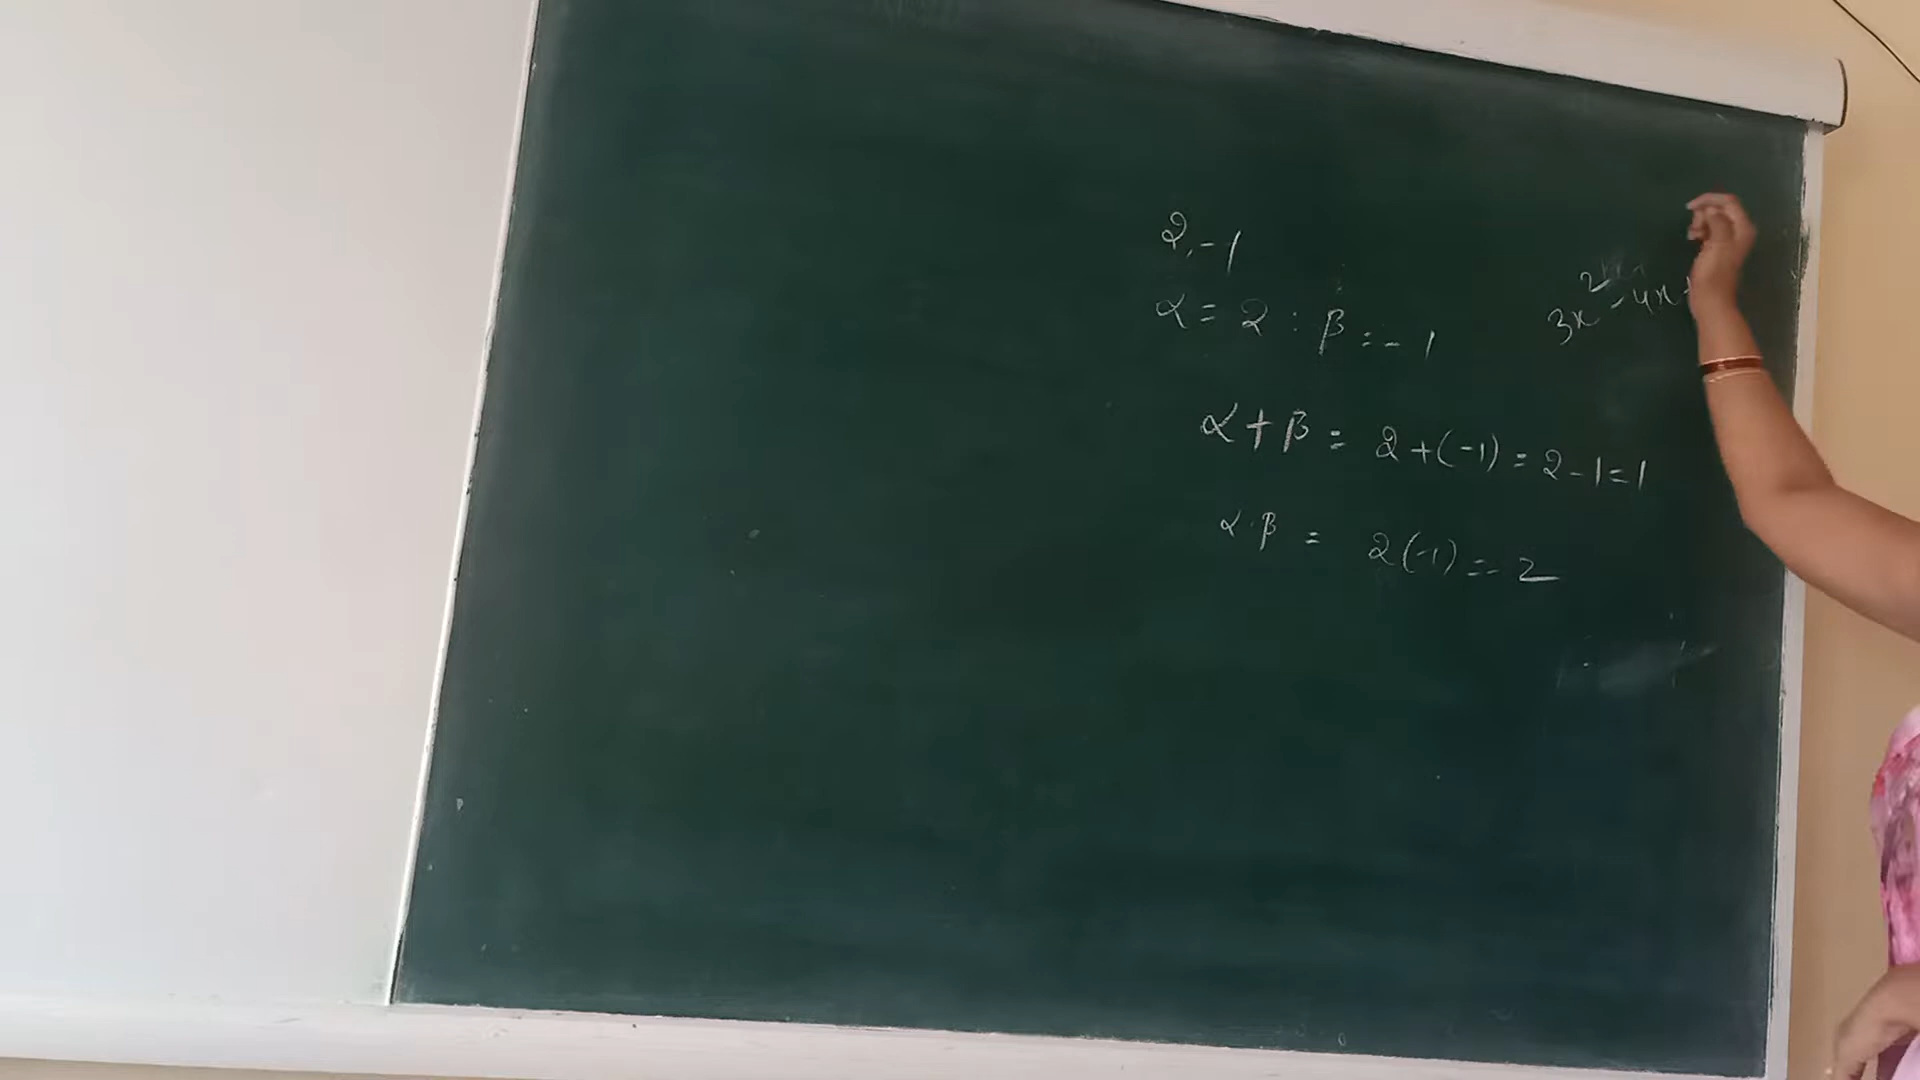 2, -1
α = 2 : β = -1
3x² - 4x +
α + β = 2 + (-1) = 2 - 1 = 1
α · β = 2(-1) = - 2